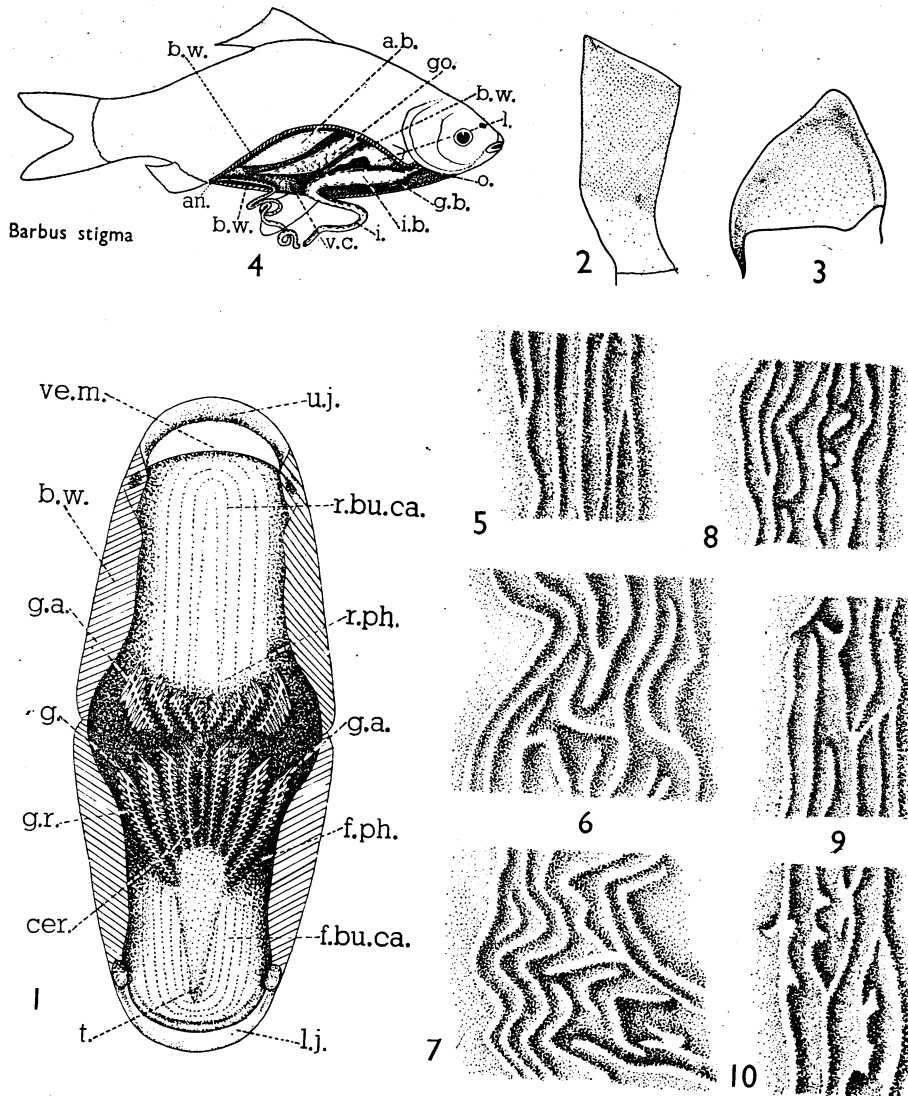 b.w.
a.b.
go.
b.w.
l.
o.
g.b.
i.b.
i.
v.c.
b.w.
an.
Barbus stigma
4
2
3
ve.m.
u.j.
b.w.
r.bu.ca.
g.a.
r.ph.
g.
g.a.
g.r.
f.ph.
cer.
f.bu.ca.
t.
l.j.
1
5
8
6
9
7
10